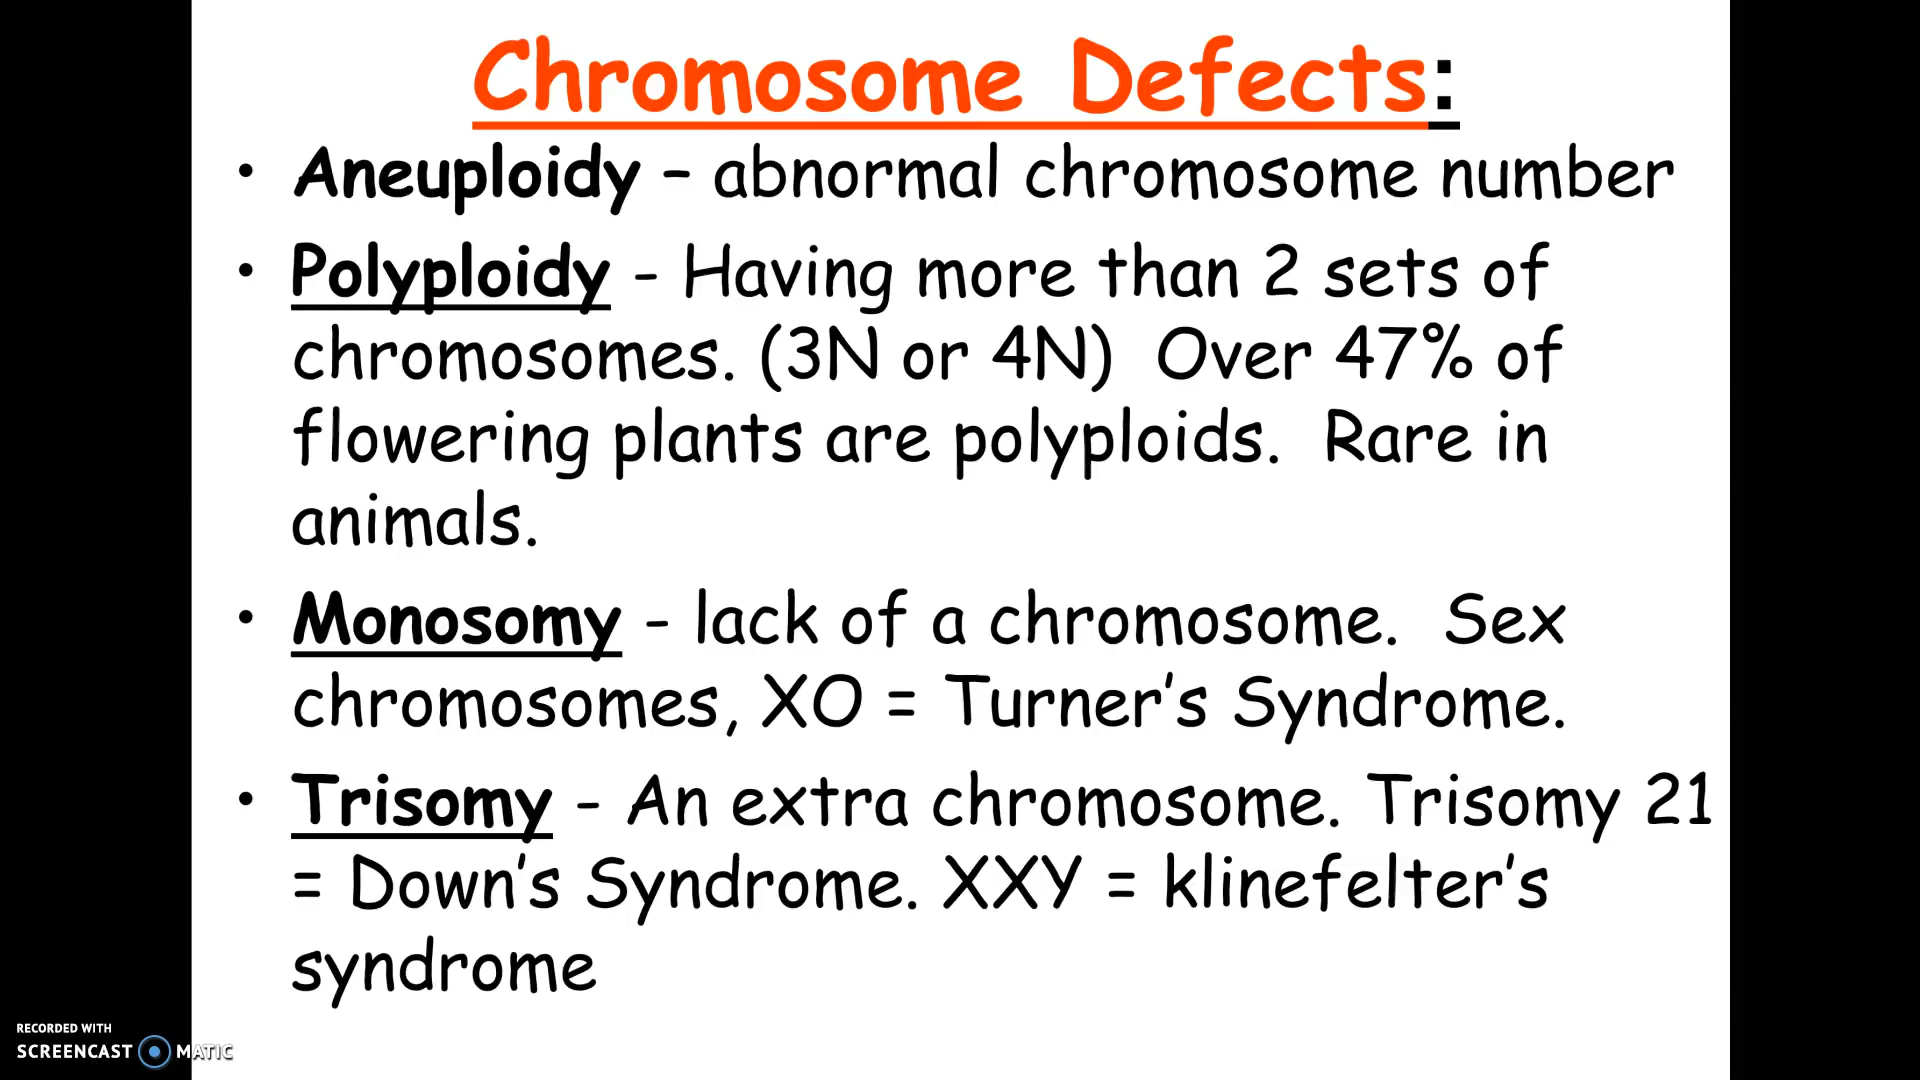 Chromosome Defects:
• Aneuploidy – abnormal chromosome number
• Polyploidy - Having more than 2 sets of
chromosomes. (3N or 4N)  Over 47% of
flowering plants are polyploids.  Rare in
animals.
• Monosomy - lack of a chromosome.  Sex
chromosomes, XO = Turner’s Syndrome.
• Trisomy - An extra chromosome. Trisomy 21
= Down’s Syndrome. XXY = klinefelter’s
syndrome
RECORDED WITH
SCREENCAST MATIC